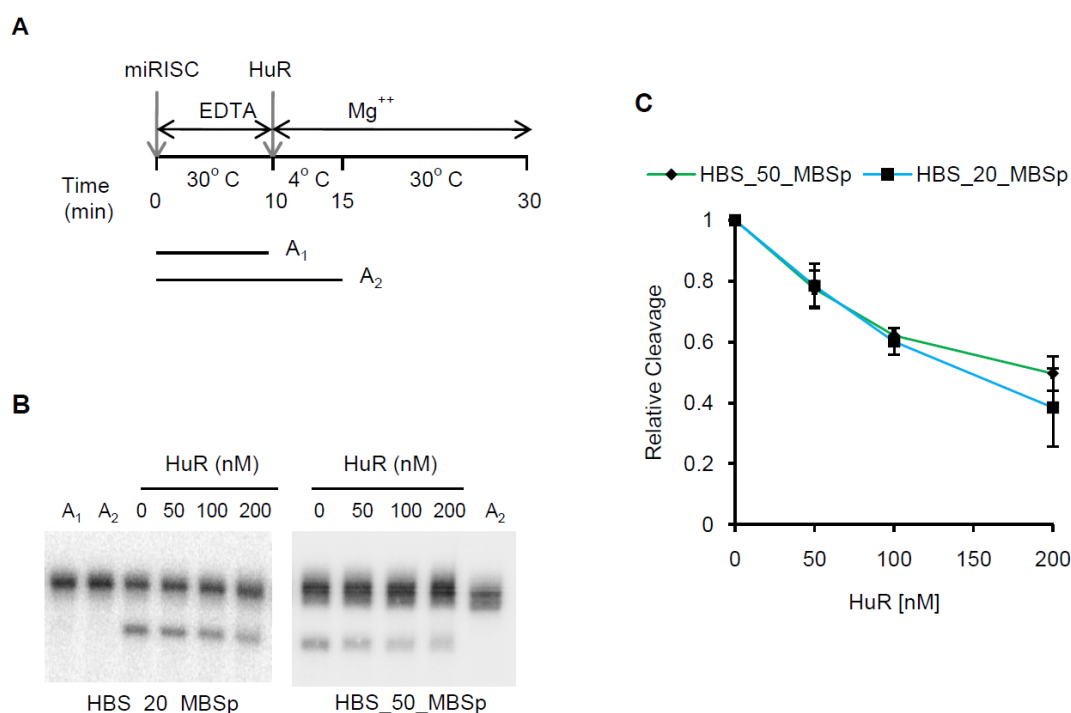 A
miRISC HuR
EDTA Mg++
30° C 4° C 30° C
Time (min)
0 10 15 30
A1
A2
B
HuR (nM) HuR (nM)
A1 A2 0 50 100 200 0 50 100 200 A2
HBS_20_MBSp HBS_50_MBSp
C
HBS_50_MBSp HBS_20_MBSp
1
0.8
0.6
0.4
0.2
0
Relative Cleavage
0 50 100 150 200
HuR [nM]